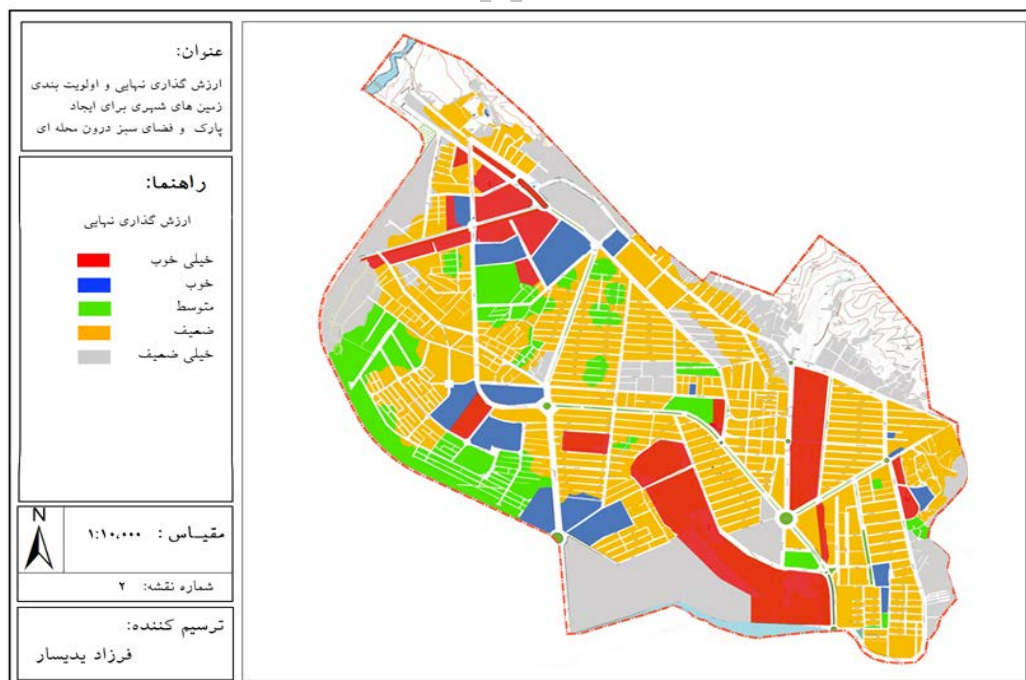 عنوان:
ارزش گذاری نهایی و اولویت بندی
زمین های شهری برای ایجاد
پارک و فضای سبز درون محله ای
راهنما:
ارزش گذاری نهایی
خیلی خوب
خوب
متوسط
ضعیف
خیلی ضعیف
N
مقیاس : ۱:۱۰,۰۰۰
شماره نقشه: ۲
ترسیم کننده:
فرزاد یدیسار